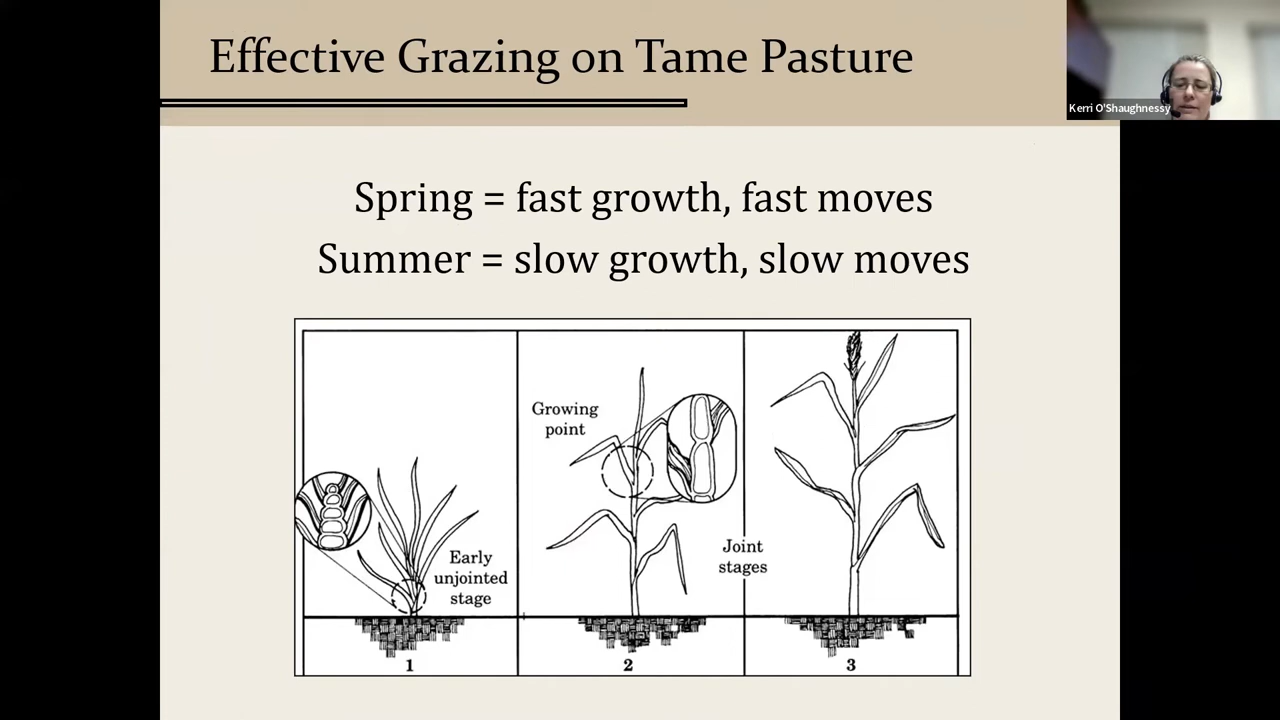 Effective Grazing on Tame Pasture
Kerri O'Shaughnessy
Spring = fast growth, fast moves
Summer = slow growth, slow moves
Growing
point
Early
unjointed
stage
Joint
stages
1
2
3